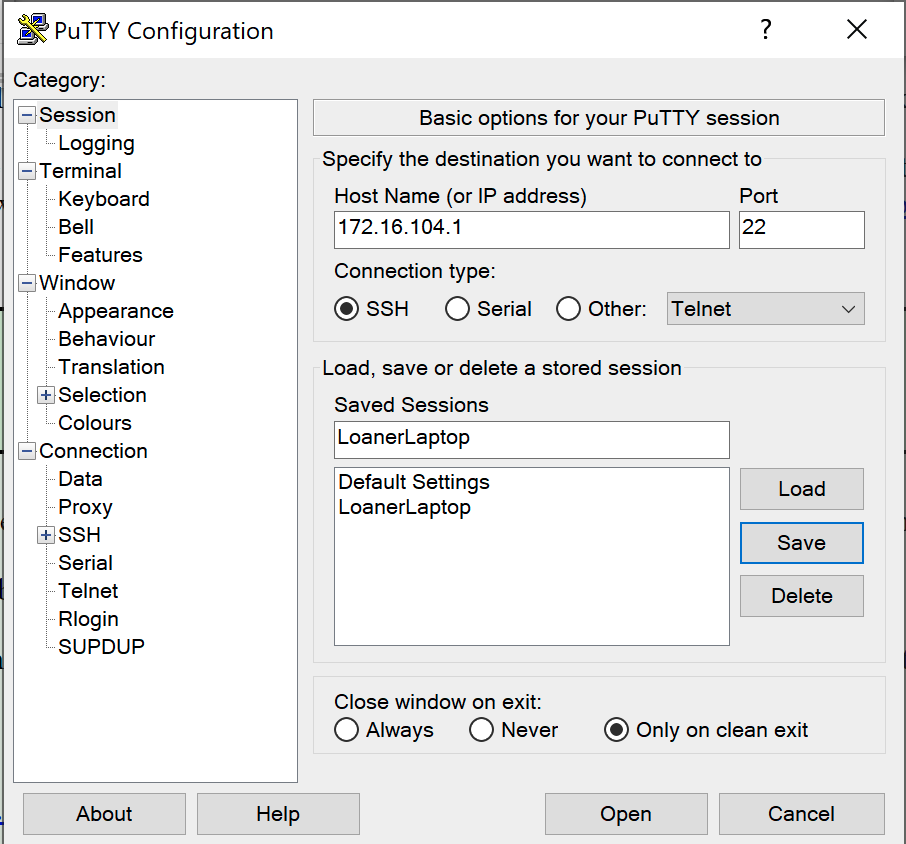 PuTTY Configuration
?
Category:
Session
Logging
Terminal
Keyboard
Bell
Features
Window
Appearance
Behaviour
Translation
Selection
Colours
Connection
Data
Proxy
SSH
Serial
Telnet
Rlogin
SUPDUP
Basic options for your PuTTY session
Specify the destination you want to connect to
Host Name (or IP address) Port
172.16.104.1 22
Connection type:
SSH Serial Other: Telnet
Load, save or delete a stored session
Saved Sessions
LoanerLaptop
Default Settings
LoanerLaptop
Load
Save
Delete
Close window on exit:
Always Never Only on clean exit
About Help Open Cancel